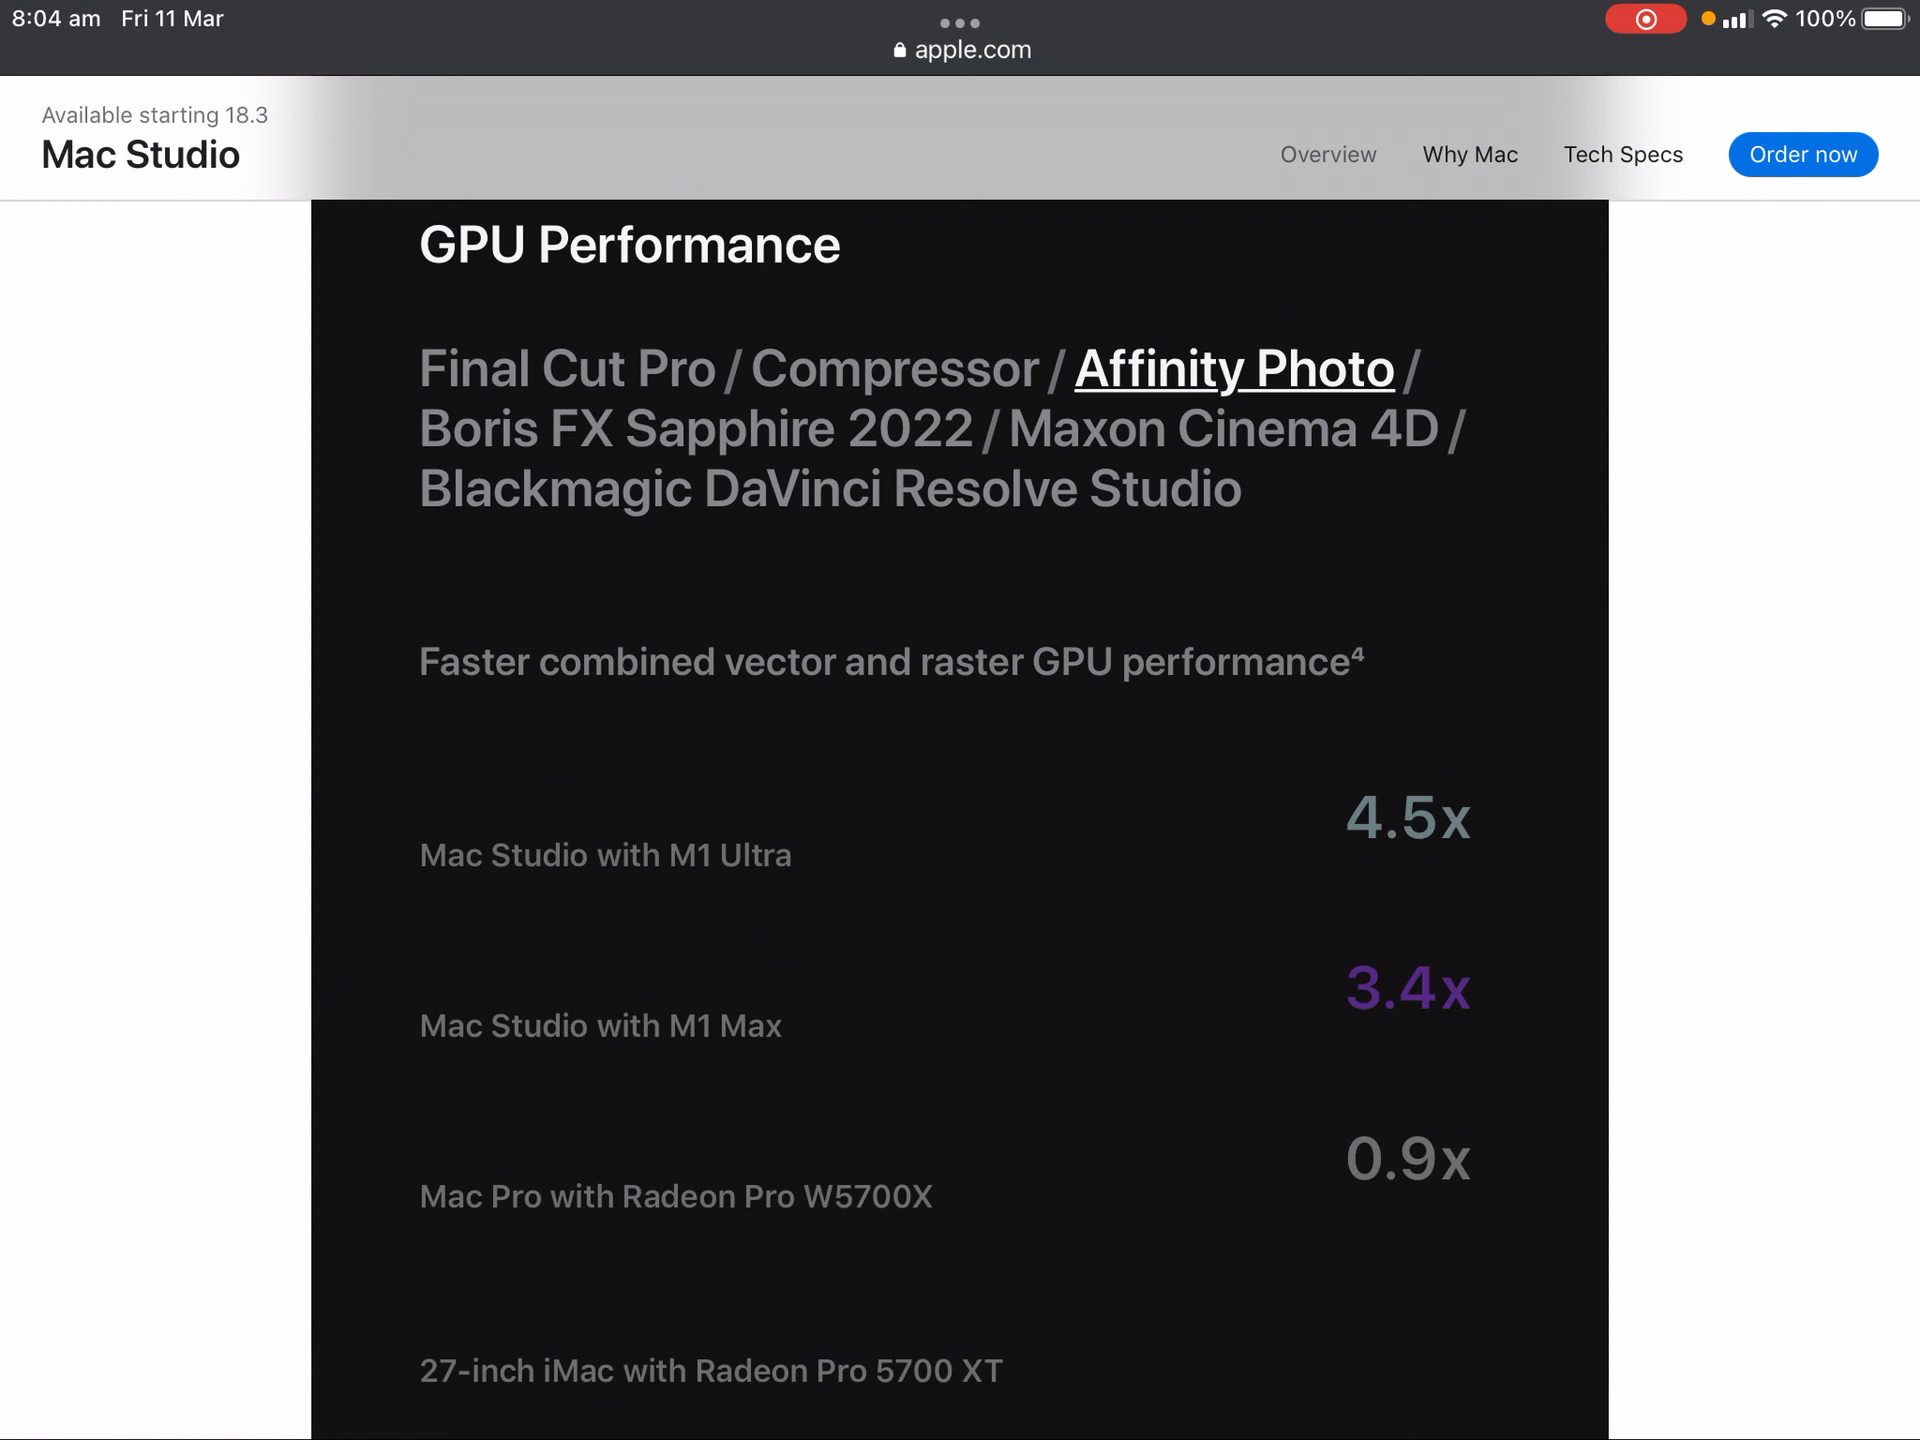 8:04 am Fri 11 Mar
100%
apple.com
Available starting 18.3
Mac Studio
Overview
Why Mac
Tech Specs
Order now
GPU Performance
Final Cut Pro / Compressor / Affinity Photo /
Boris FX Sapphire 2022 / Maxon Cinema 4D /
Blackmagic DaVinci Resolve Studio
Faster combined vector and raster GPU performance⁴
4.5x
Mac Studio with M1 Ultra
3.4x
Mac Studio with M1 Max
0.9x
Mac Pro with Radeon Pro W5700X
27-inch iMac with Radeon Pro 5700 XT